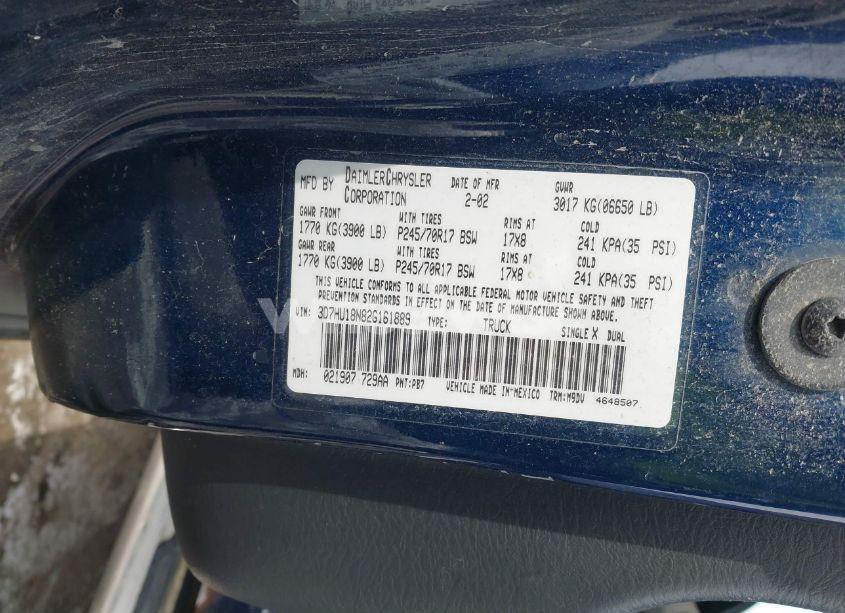 MFD BY DAIMLERCHRYSLER CORPORATION DATE OF MFR 2-02 GVWR 3017 KG(06650 LB)
GAWR FRONT WITH TIRES RIMS AT COLD
1770 KG(3900 LB) P245/70R17 BSW 17X8 241 KPA(35 PSI)
GAWR REAR WITH TIRES RIMS AT COLD
1770 KG(3900 LB) P245/70R17 BSW 17X8 241 KPA(35 PSI)
THIS VEHICLE CONFORMS TO ALL APPLICABLE FEDERAL MOTOR VEHICLE SAFETY AND THEFT
PREVENTION STANDARDS IN EFFECT ON THE DATE OF MANUFACTURE SHOWN ABOVE.
VIN: 3D7HU18N82G161889 TYPE: TRUCK SINGLE X DUAL
MDH: 021907 729AA PNT:PB7 VEHICLE MADE IN MEXICO TRM:M9DV 4648507